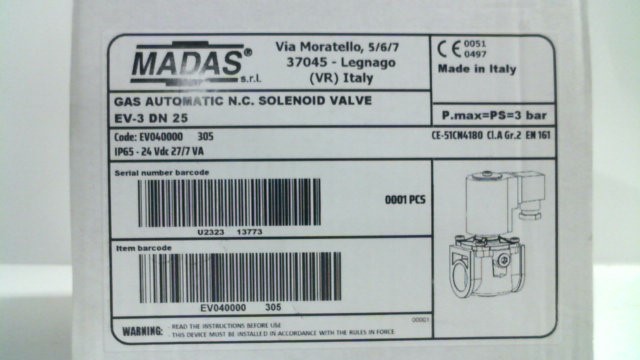 MADAS® s.r.l.
Via Moratello, 5/6/7
37045 - Legnago
(VR) Italy
CE 0051
0497
Made in Italy
GAS AUTOMATIC N.C. SOLENOID VALVE
EV-3 DN 25
P.max=PS=3 bar
Code: EV040000 305
IP65 - 24 Vdc 27/7 VA
CE-51CN4180 Cl.A Gr.2 EN 161
Serial number barcode
0001 PCS
U2323 13773
Item barcode
EV040000 305
00001
WARNING: - READ THE INSTRUCTIONS BEFORE USE
- THIS DEVICE MUST BE INSTALLED IN ACCORDANCE WITH RULES IN FORCE